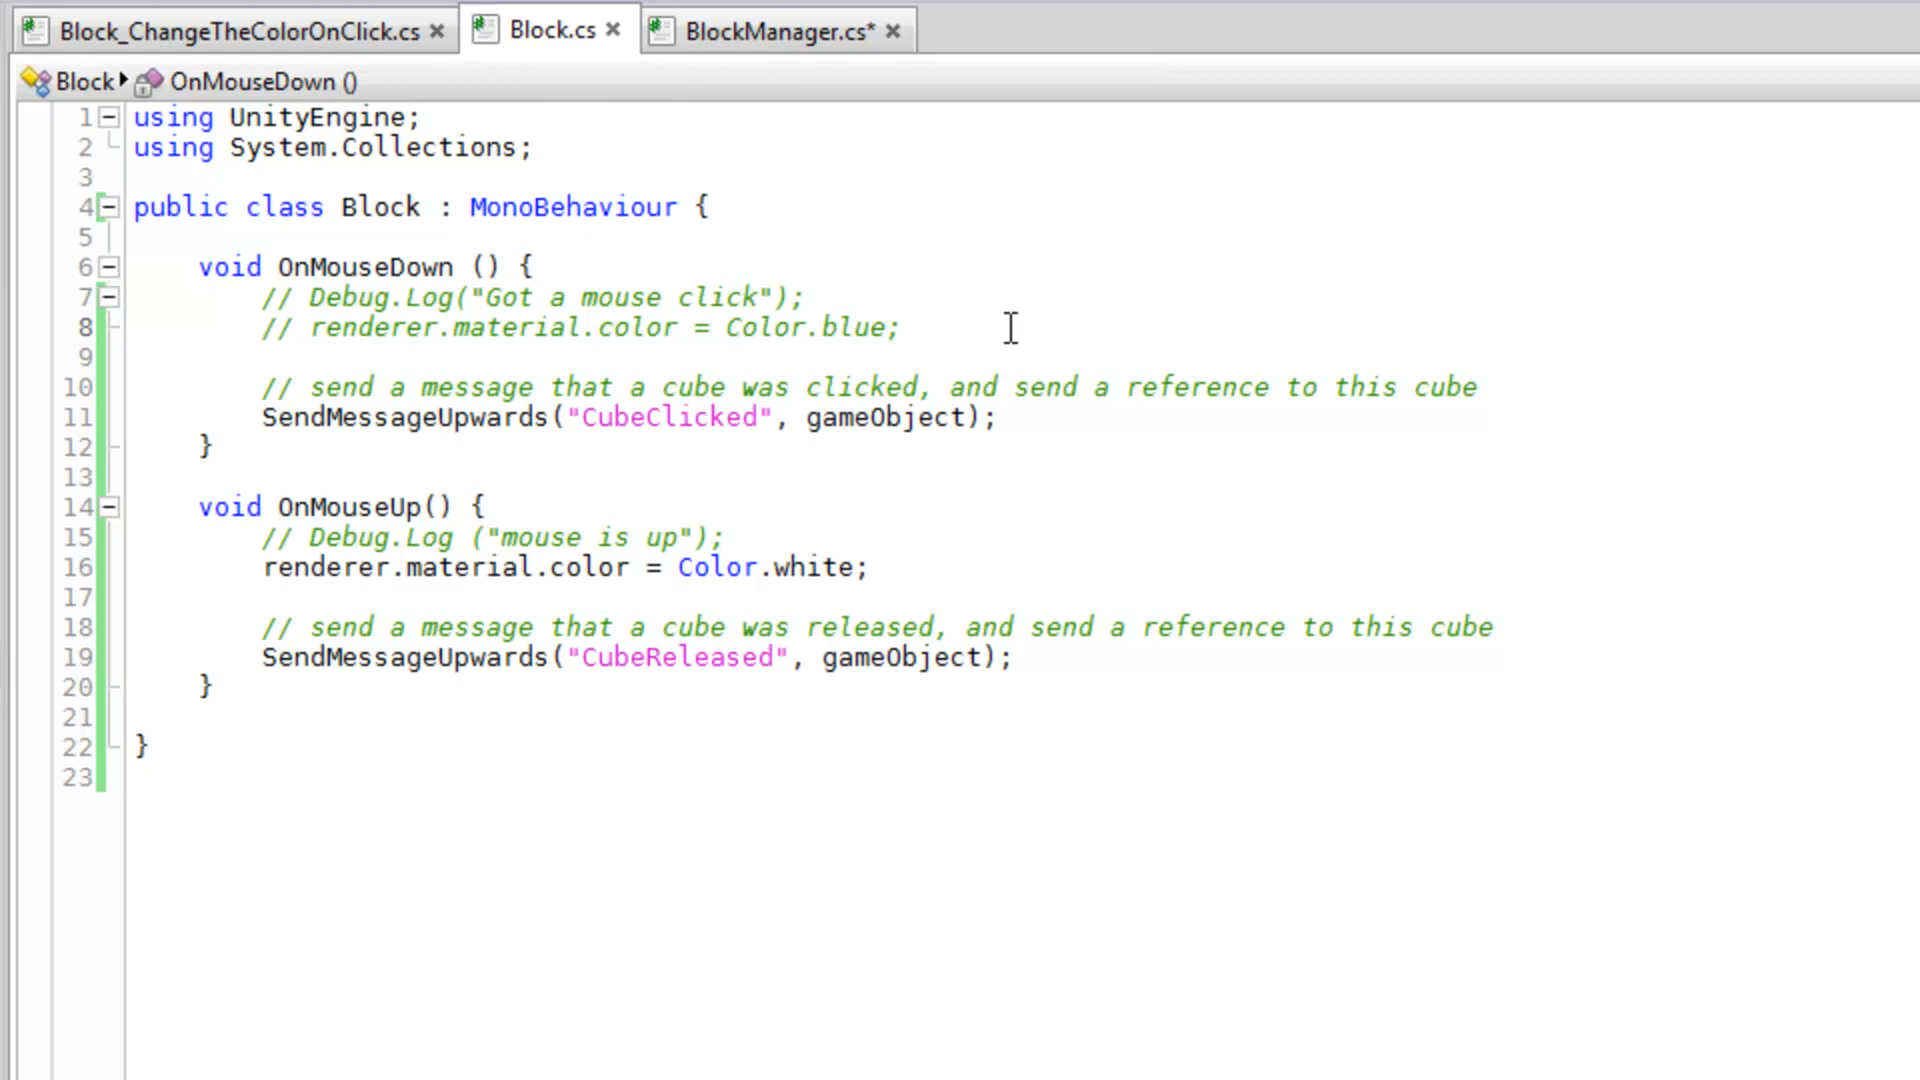 Block_ChangeTheColorOnClick.cs × Block.cs × BlockManager.cs* ×
Block OnMouseDown ()
1 using UnityEngine;
2 using System.Collections;
3
4 public class Block : MonoBehaviour {
5
6 void OnMouseDown () {
7 // Debug.Log("Got a mouse click");
8 // renderer.material.color = Color.blue;
9
10 // send a message that a cube was clicked, and send a reference to this cube
11 SendMessageUpwards("CubeClicked", gameObject);
12 }
13
14 void OnMouseUp() {
15 // Debug.Log ("mouse is up");
16 renderer.material.color = Color.white;
17
18 // send a message that a cube was released, and send a reference to this cube
19 SendMessageUpwards("CubeReleased", gameObject);
20 }
21
22 }
23